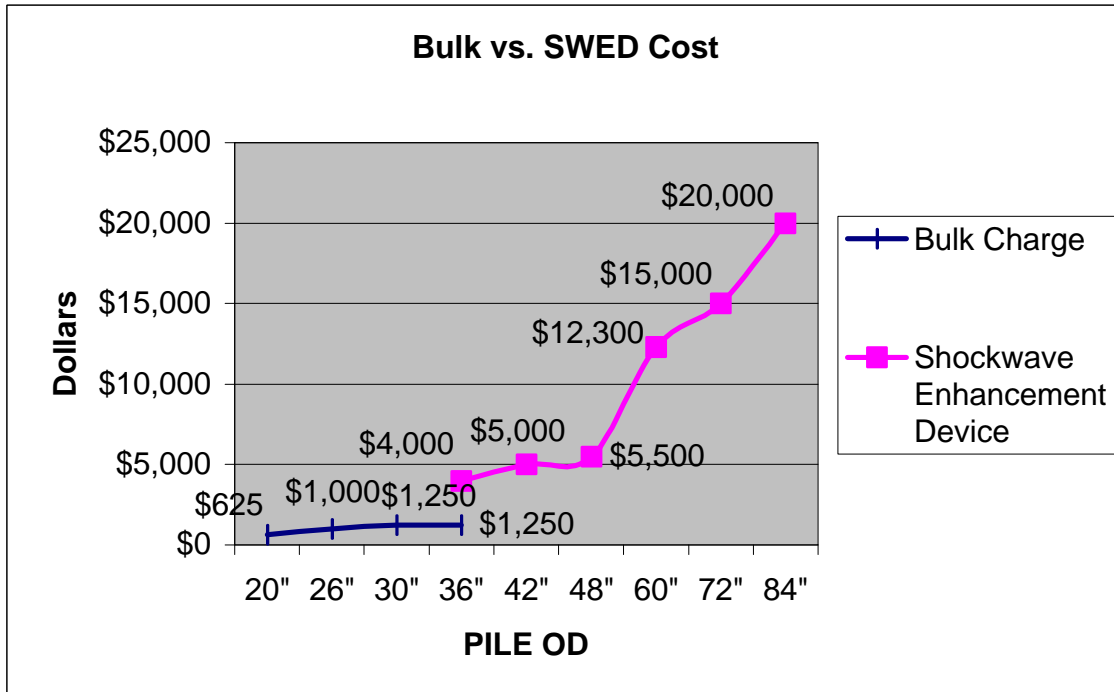 Bulk vs. SWED Cost
$25,000
$20,000
$15,000
$10,000
$5,000
$0
Dollars
$625
$1,000
$1,250
$1,250
$4,000
$5,000
$5,500
$12,300
$15,000
$20,000
20" 26" 30" 36" 42" 48" 60" 72" 84"
PILE OD
Bulk Charge
Shockwave
Enhancement
Device